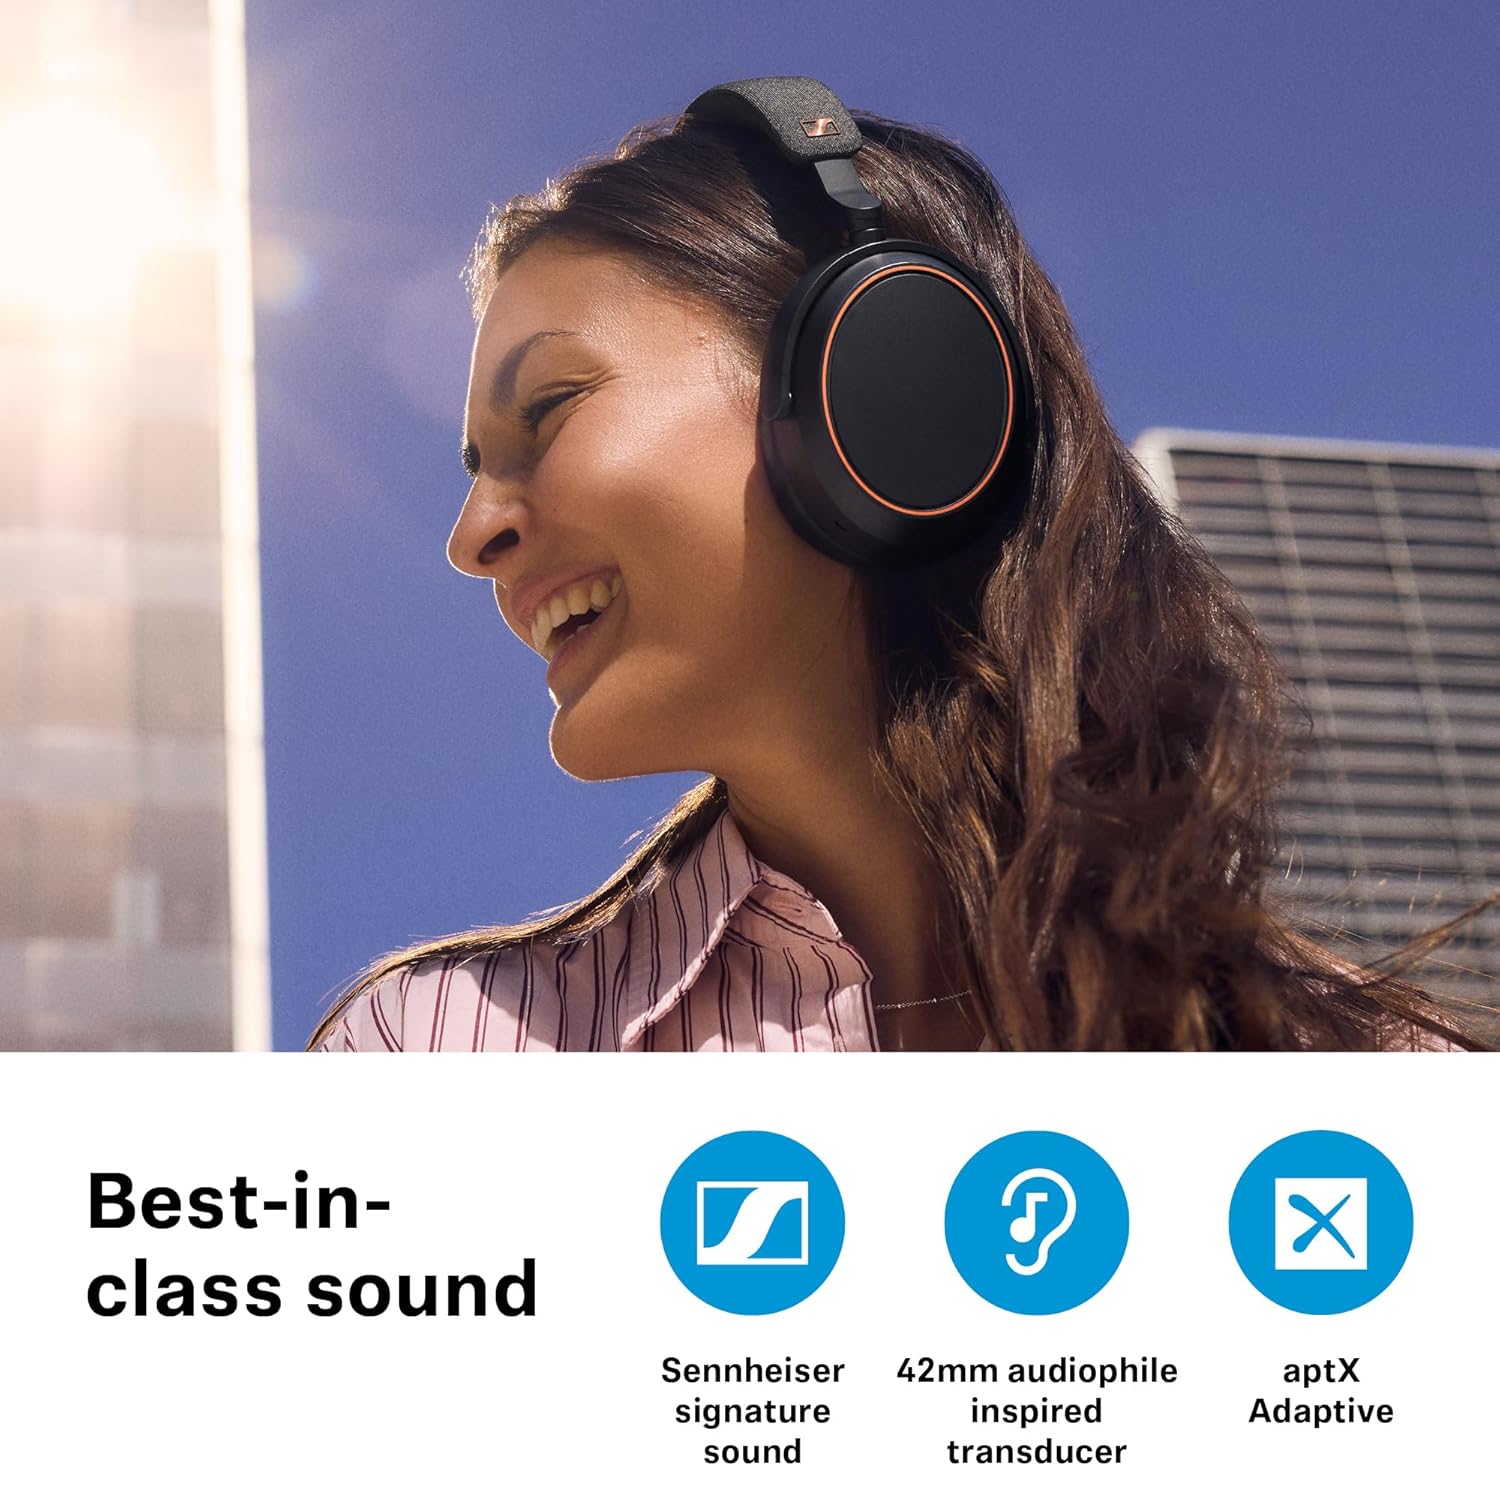 Best-in-
class sound
Sennheiser
signature
sound
42mm audiophile
inspired
transducer
aptX
Adaptive